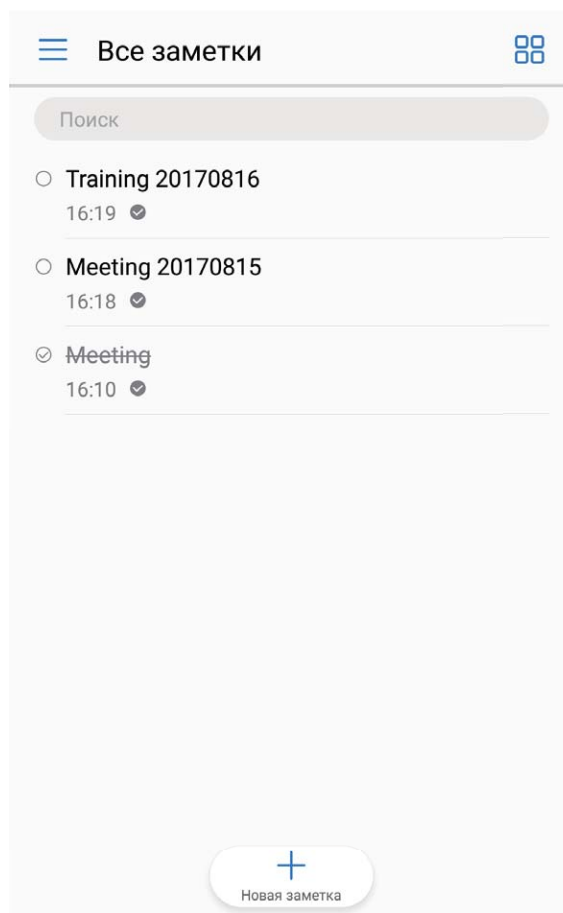 Все заметки
Поиск
Training 20170816
16:19
Meeting 20170815
16:18
Meeting
16:10
Новая заметка